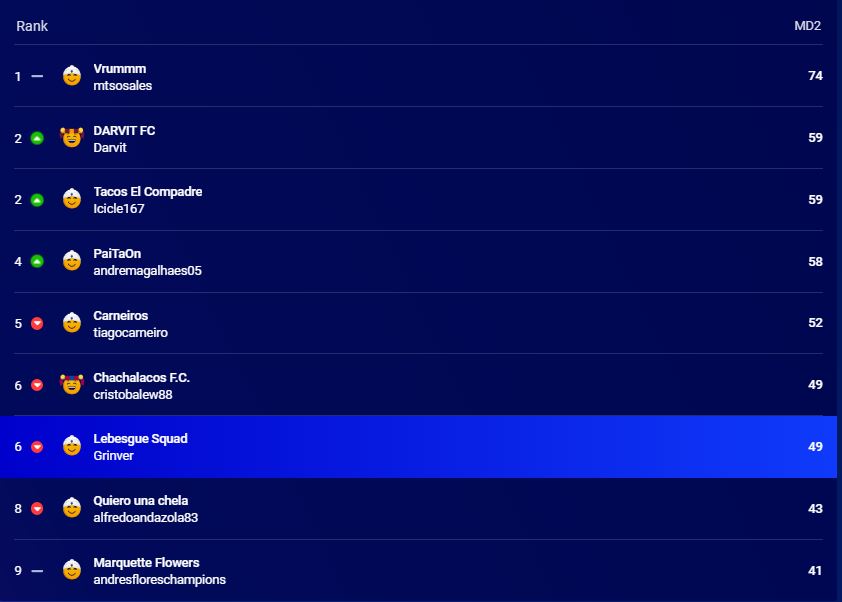 Rank MD2
1 Vrummm 74
mtsosales
2 DARVIT FC 59
Darvit
2 Tacos El Compadre 59
Icicle167
4 PaiTaOn 58
andremagalhaes05
5 Carneiros 52
tiagocarneiro
6 Chachalacos F.C. 49
cristobalew88
6 Lebesgue Squad 49
Grinver
8 Quiero una chela 43
alfredoandazola83
9 Marquette Flowers 41
andresfloreschampions